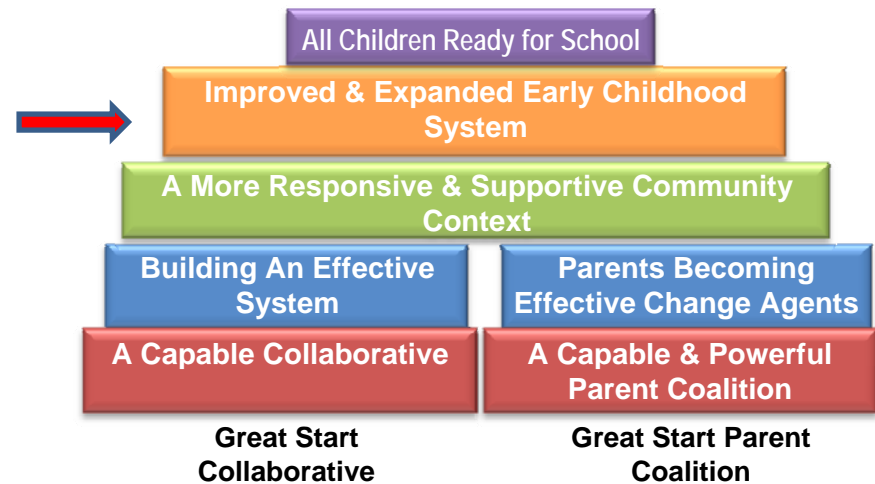 All Children Ready for School
Improved & Expanded Early Childhood
System
A More Responsive & Supportive Community
Context
Building An Effective
System
Parents Becoming
Effective Change Agents
A Capable Collaborative
A Capable & Powerful
Parent Coalition
Great Start
Collaborative
Great Start Parent
Coalition